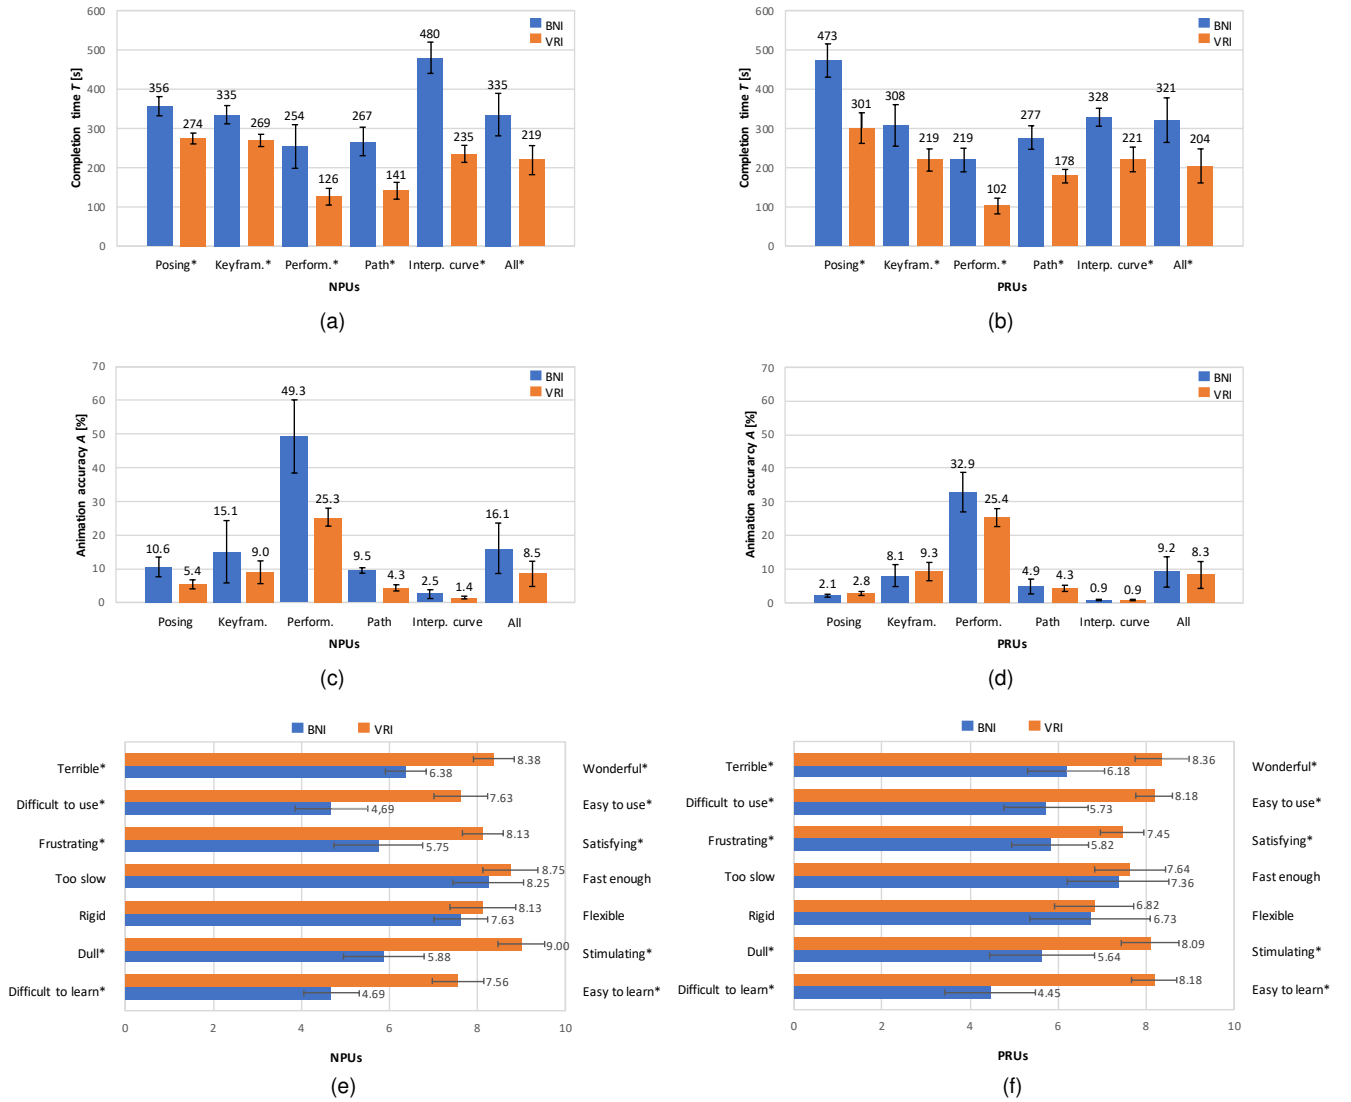 600
500
400
300
200
100
0
Completion time T [s]
BNI
VRI
356
274
335
269
254
126
267
141
480
235
335
219
Posing* Keyfram.* Perform.* Path* Interp. curve* All*
NPUs
(a)
600
500
400
300
200
100
0
Completion time T [s]
BNI
VRI
473
301
308
219
219
102
277
178
328
221
321
204
Posing* Keyfram.* Perform.* Path* Interp. curve* All*
PRUs
(b)
70
60
50
40
30
20
10
0
Animation accuracy A [%]
BNI
VRI
10.6
5.4
15.1
9.0
49.3
25.3
9.5
4.3
2.5
1.4
16.1
8.5
Posing Keyfram. Perform. Path Interp. curve All
NPUs
(c)
70
60
50
40
30
20
10
0
Animation accurarcy A [%]
BNI
VRI
2.1
2.8
8.1
9.3
32.9
25.4
4.9
4.3
0.9
0.9
9.2
8.3
Posing Keyfram. Perform. Path Interp. curve All
PRUs
(d)
BNI VRI
Terrible* 8.38 Wonderful*
6.38
Difficult to use* 7.63 Easy to use*
4,69
Frustrating* 8.13 Satisfying*
5.75
Too slow 8.75 Fast enough
8.25
Rigid 8.13 Flexible
7.63
Dull* 9.00 Stimulating*
5.88
Difficult to learn* 7.56 Easy to learn*
4.69
0 2 4 6 8 10
NPUs
(e)
BNI VRI
Terrible* 8.36 Wonderful*
6.18
Difficult to use* 8.18 Easy to use*
5.73
Frustrating* 7.45 Satisfying*
5.82
Too slow 7.64 Fast enough
7.36
Rigid 6.82 Flexible
6.73
Dull* 8.09 Stimulating*
5.64
Difficult to learn* 8.18 Easy to learn*
4.45
0 2 4 6 8 10
PRUs
(f)